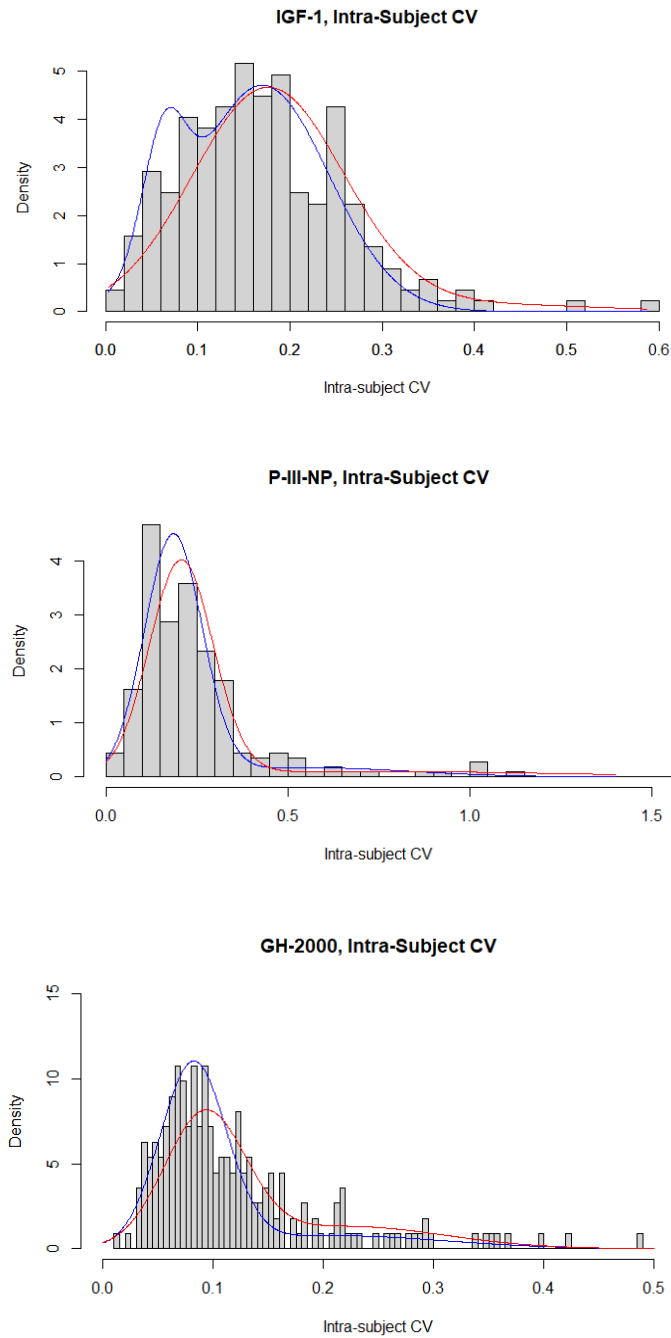 IGF-1, Intra-Subject CV
5
4
3
2
1
0
Density
0.0 0.1 0.2 0.3 0.4 0.5 0.6
Intra-subject CV
P-III-NP, Intra-Subject CV
4
3
2
1
0
Density
0.0 0.5 1.0 1.5
Intra-subject CV
GH-2000, Intra-Subject CV
15
10
5
0
Density
0.0 0.1 0.2 0.3 0.4 0.5
Intra-subject CV